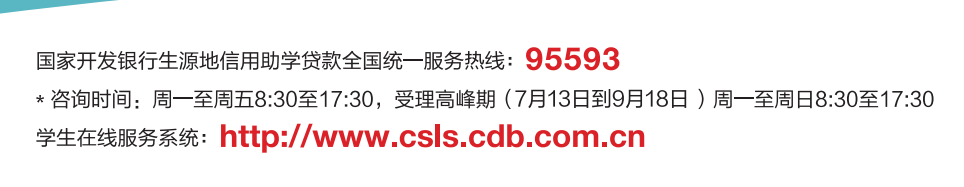 国家开发银行生源地信用助学贷款全国统一服务热线：95593
* 咨询时间：周一至周五8:30至17:30，受理高峰期（7月13日到9月18日 ）周一至周日8:30至17:30
学生在线服务系统：http://www.csls.cdb.com.cn